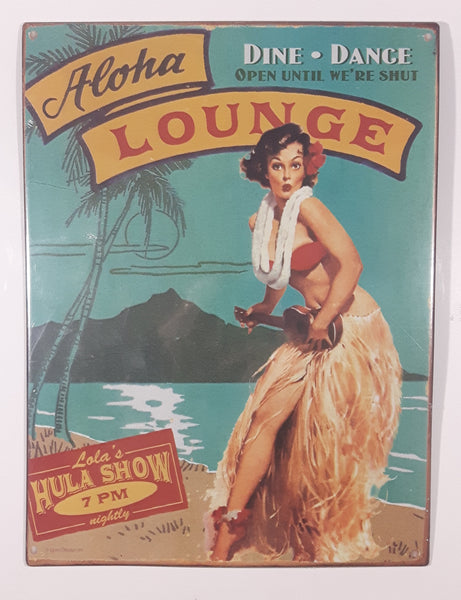 Aloha
LOUNGE
DINE • DANCE
OPEN UNTIL WE'RE SHUT
Lola's
HULA SHOW
7 PM
nightly